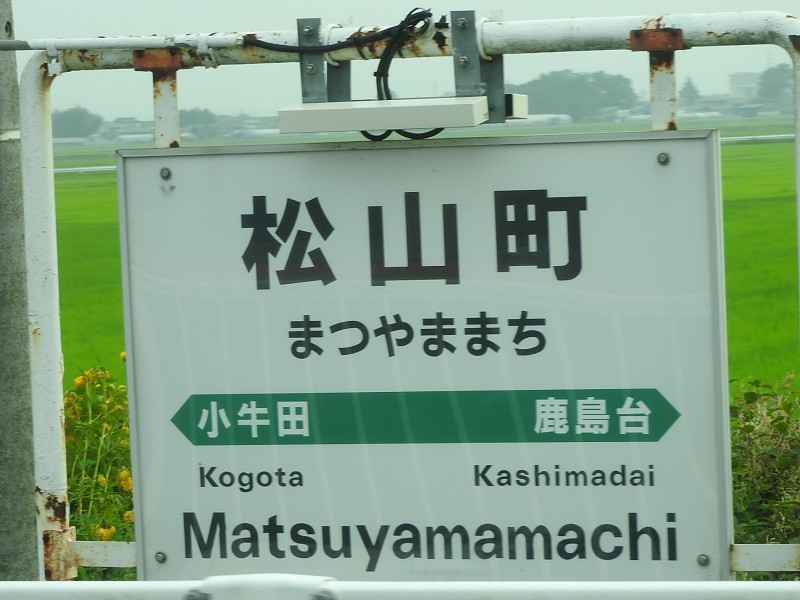 松山町
まつやままち
小牛田 鹿島台
Kogota Kashimadai
Matsuyamamachi